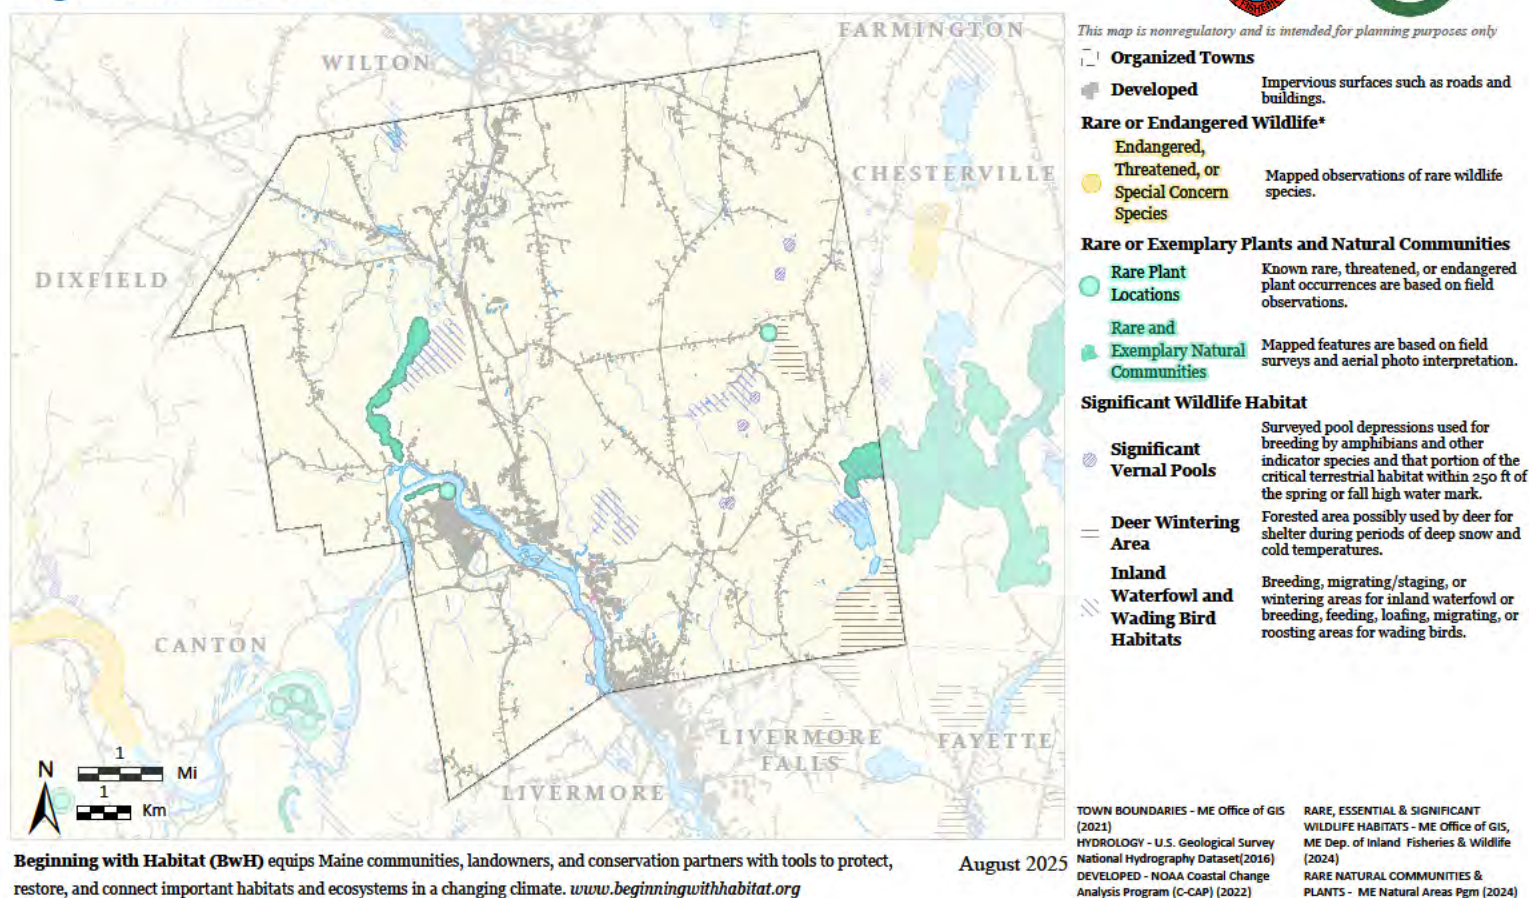 FISHERIES
This map is nonregulatory and is intended for planning purposes only
FARMINGTON
WILTON
CHESTERVILLE
DIXFIELD
CANTON
LIVERMORE
FALLS
FAYETTE
LIVERMORE
N
1
Mi
1
Km
Organized Towns
Developed
Impervious surfaces such as roads and
buildings.
Rare or Endangered Wildlife*
Endangered,
Threatened, or
Special Concern
Species
Mapped observations of rare wildlife
species.
Rare or Exemplary Plants and Natural Communities
Rare Plant
Locations
Known rare, threatened, or endangered
plant occurrences are based on field
observations.
Rare and
Exemplary Natural
Communities
Mapped features are based on field
surveys and aerial photo interpretation.
Significant Wildlife Habitat
Significant
Vernal Pools
Surveyed pool depressions used for
breeding by amphibians and other
indicator species and that portion of the
critical terrestrial habitat within 250 ft of
the spring or fall high water mark.
Deer Wintering
Area
Forested area possibly used by deer for
shelter during periods of deep snow and
cold temperatures.
Inland
Waterfowl and
Wading Bird
Habitats
Breeding, migrating/staging, or
wintering areas for inland waterfowl or
breeding, feeding, loafing, migrating, or
roosting areas for wading birds.
TOWN BOUNDARIES - ME Office of GIS
(2021)
HYDROLOGY - U.S. Geological Survey
National Hydrography Dataset(2016)
DEVELOPED - NOAA Coastal Change
Analysis Program (C-CAP) (2022)
RARE, ESSENTIAL & SIGNIFICANT
WILDLIFE HABITATS - ME Office of GIS,
ME Dep. of Inland Fisheries & Wildlife
(2024)
RARE NATURAL COMMUNITIES &
PLANTS - ME Natural Areas Pgm (2024)
Beginning with Habitat (BwH) equips Maine communities, landowners, and conservation partners with tools to protect,
restore, and connect important habitats and ecosystems in a changing climate. www.beginningwithhabitat.org
August 2025